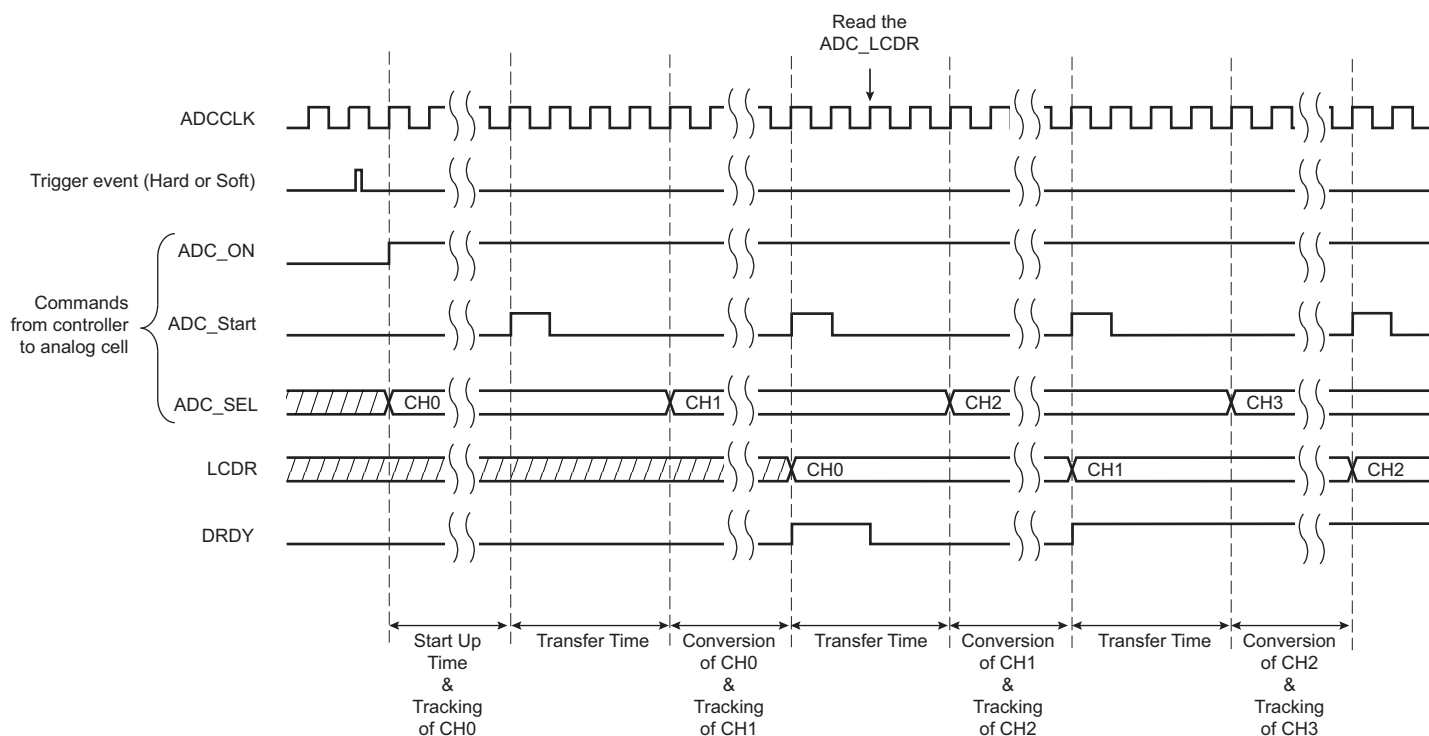 Read the
ADC_LCDR
ADCCLK
Trigger event (Hard or Soft)
ADC_ON
Commands
from controller
to analog cell
ADC_Start
ADC_SEL
CH0
CH1
CH2
CH3
LCDR
CH0
CH1
CH2
DRDY
Start Up
Time
&
Tracking
of CH0
Transfer Time
Conversion
of CH0
&
Tracking
of CH1
Transfer Time
Conversion
of CH1
&
Tracking
of CH2
Transfer Time
Conversion
of CH2
&
Tracking
of CH3